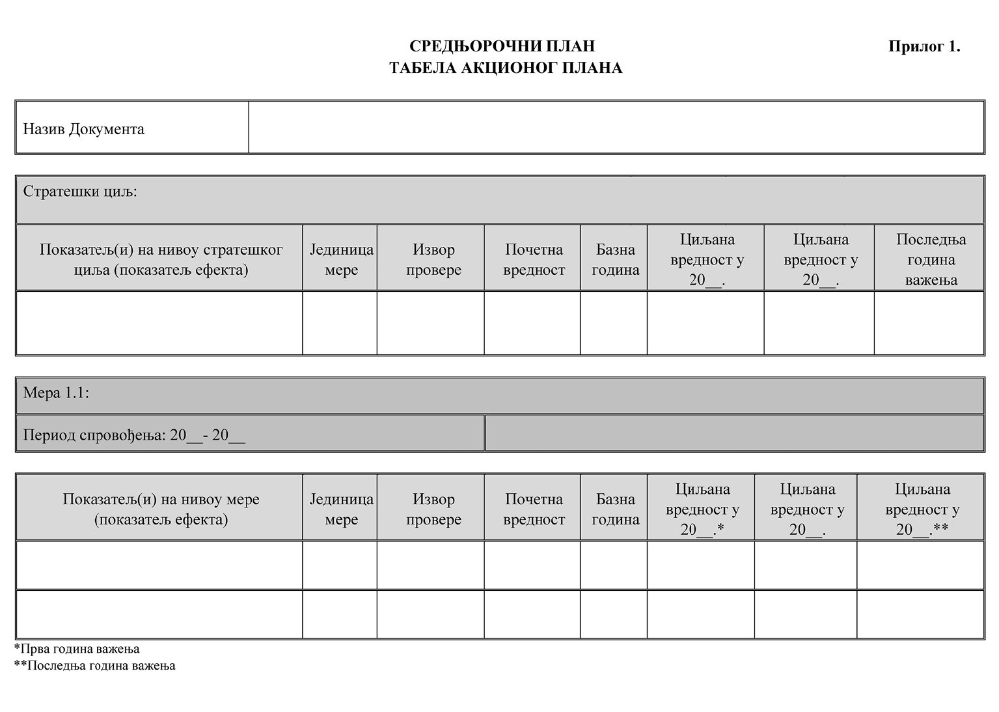 СРЕДЊОРОЧНИ ПЛАН
Прилог 1.
ТАБЕЛА АКЦИОНОГ ПЛАНА
Назив Документа
Стратешки циљ:
Показатељ(и) на нивоу стратешког
циља (показатељ ефекта)
Јединица
мере
Извор
провере
Почетна
вредност
Базна
година
Циљана
вредност у
20__.
Циљана
вредност у
20__.
Последња
година
важења
Мера 1.1:
Период спровођења: 20__- 20__
Показатељ(и) на нивоу мере
(показатељ ефекта)
Јединица
мере
Извор
провере
Почетна
вредност
Базна
година
Циљана
вредност у
20__.*
Циљана
вредност у
20__.
Циљана
вредност у
20__.**
*Прва година важења
**Последња година важења